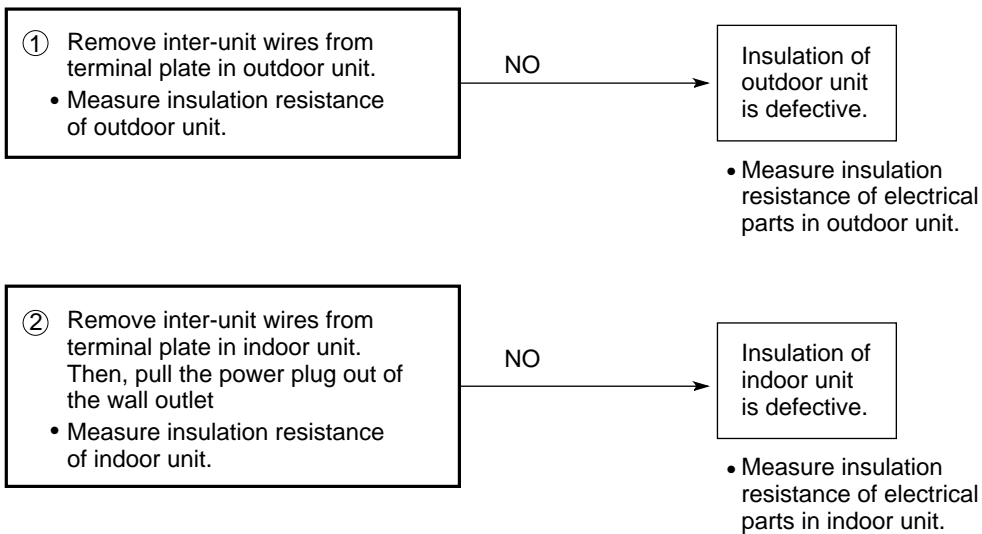 ① Remove inter-unit wires from
terminal plate in outdoor unit.
• Measure insulation resistance
of outdoor unit.
NO
Insulation of
outdoor unit
is defective.
• Measure insulation
resistance of electrical
parts in outdoor unit.
② Remove inter-unit wires from
terminal plate in indoor unit.
Then, pull the power plug out of
the wall outlet
• Measure insulation resistance
of indoor unit.
NO
Insulation of
indoor unit
is defective.
• Measure insulation
resistance of electrical
parts in indoor unit.